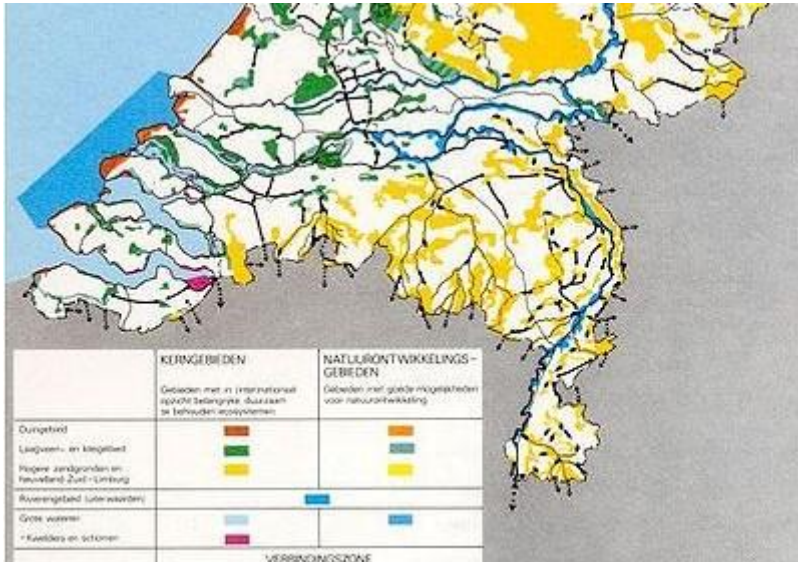 KERNGEBIEDEN
NATUURONTWIKKELINGS-
GEBIEDEN
Gebieden met in internationaal
opzicht belangrijke, duurzaam
te behouden ecosystemen
Gebieden met goede mogelijkheden
voor natuurontwikkeling
Duingebied
Laagveen- en kleigebied
Hogere zandgronden en
heuvelland Zuid-Limburg
Rivierengebied (uiterwaarden)
Grote wateren
* Kwelders en schorren
VERBINDINGSZONE